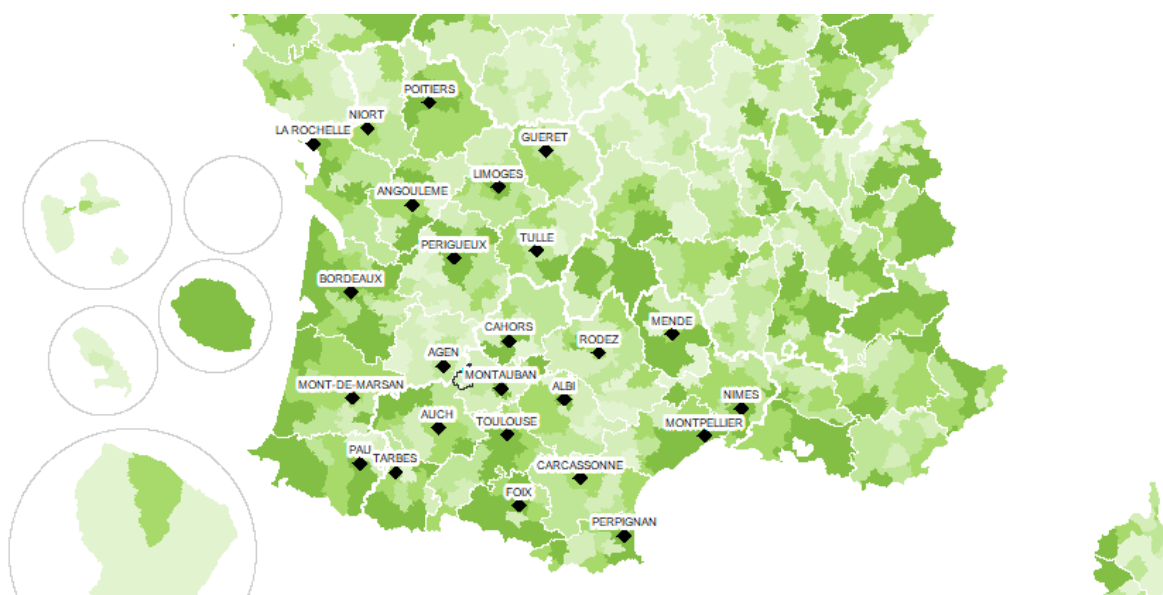 POITIERS
NIORT
LA ROCHELLE
GUERET
LIMOGES
ANGOULEME
PERIGUEUX
TULLE
BORDEAUX
MENDE
CAHORS
RODEZ
AGEN
MONTAUBAN
MONT-DE-MARSAN
ALBI
NIMES
AUCH
TOULOUSE
MONTPELLIER
PAU
TARBES
CARCASSONNE
FOIX
PERPIGNAN